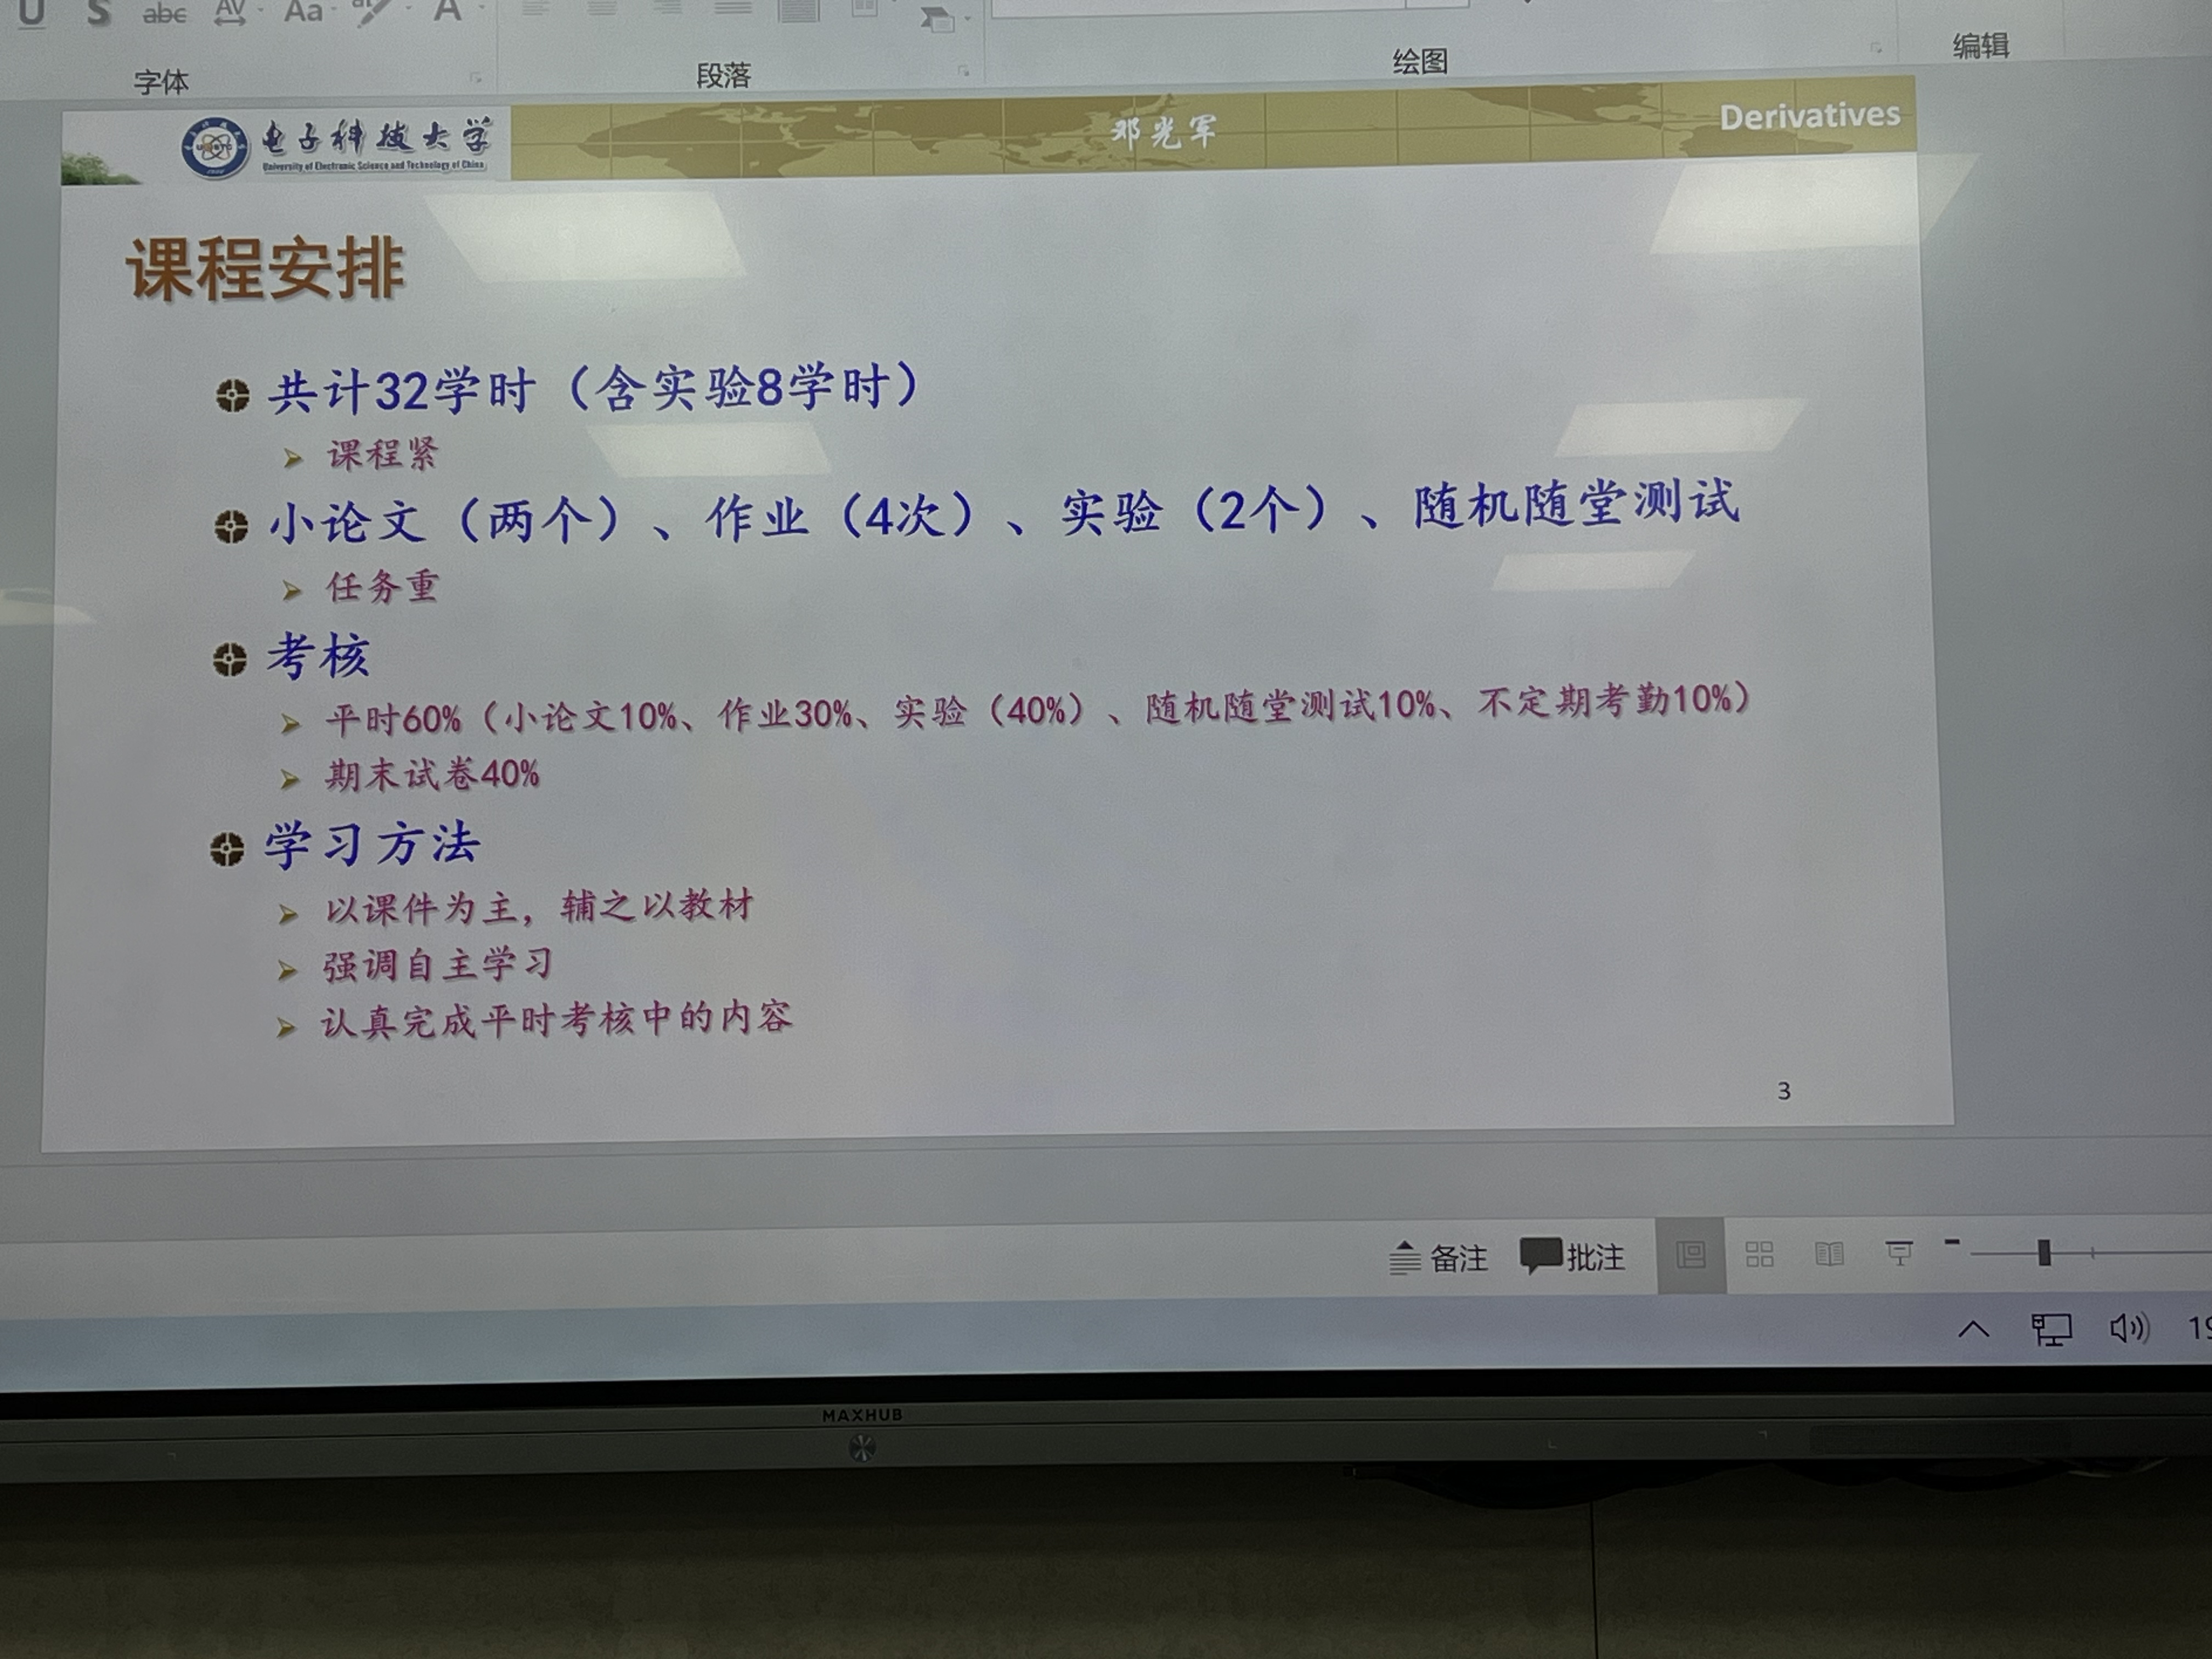 U S abc AV Aa A
字体 段落 绘图 编辑
电子科技大学
University of Electronic Science and Technology of China
邓光军
Derivatives
课程安排
共计32学时（含实验8学时）
课程紧
小论文（两个）、作业（4次）、实验（2个）、随机随堂测试
任务重
考核
平时60%（小论文10%、作业30%、实验（40%）、随机随堂测试10%、不定期考勤10%）
期末试卷40%
学习方法
以课件为主，辅之以教材
强调自主学习
认真完成平时考核中的内容
3
备注 批注
MAXHUB